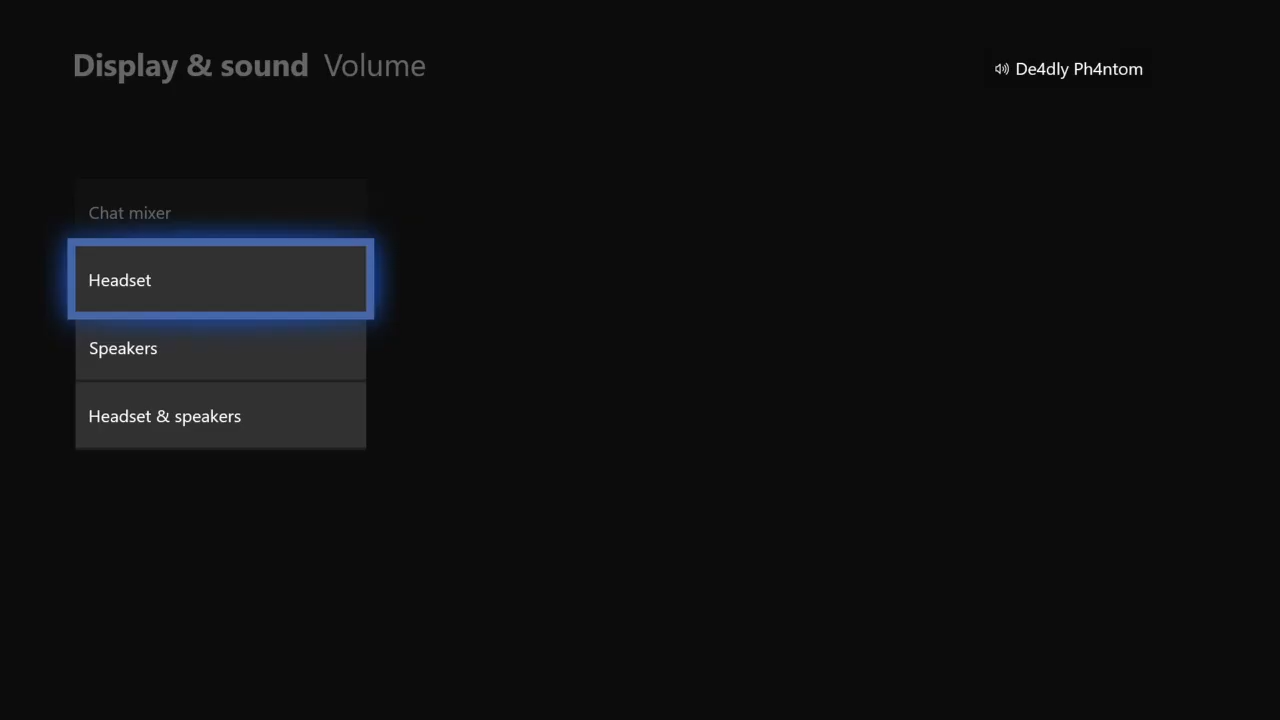 Display & sound Volume
De4dly Ph4ntom
Chat mixer
Headset
Speakers
Headset & speakers